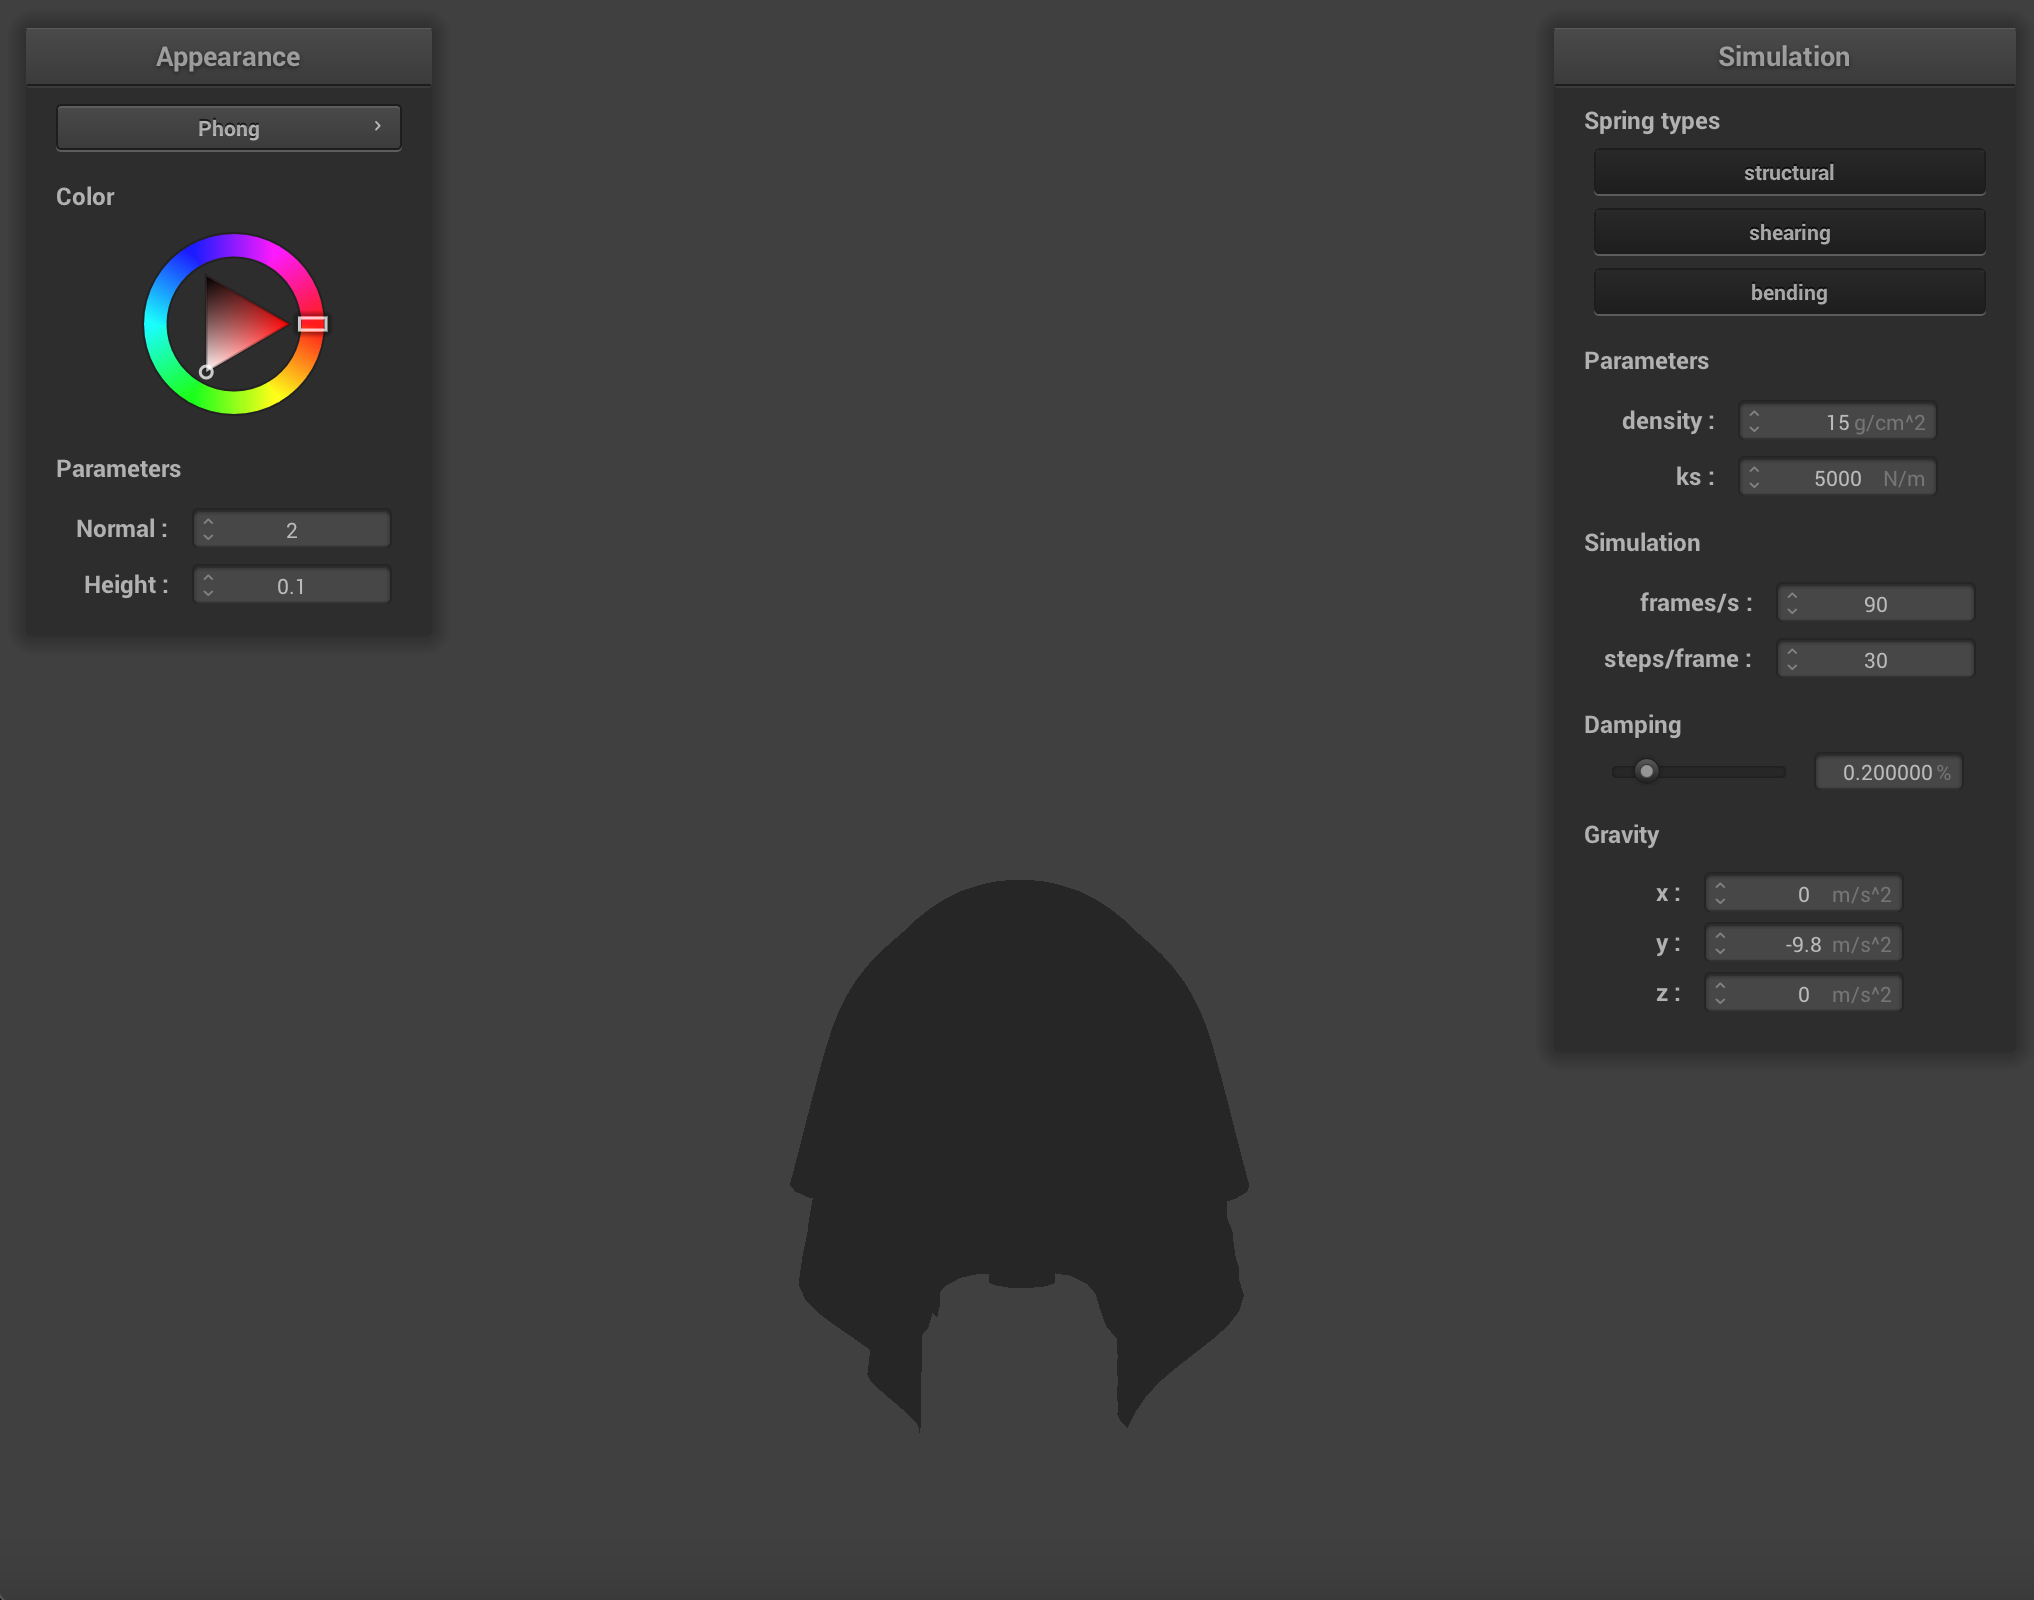 Appearance
Phong
Color
Parameters
Normal : 2
Height : 0.1
Simulation
Spring types
structural
shearing
bending
Parameters
density : 15 g/cm^2
ks : 5000 N/m
Simulation
frames/s : 90
steps/frame : 30
Damping
0.200000 %
Gravity
x : 0 m/s^2
y : -9.8 m/s^2
z : 0 m/s^2